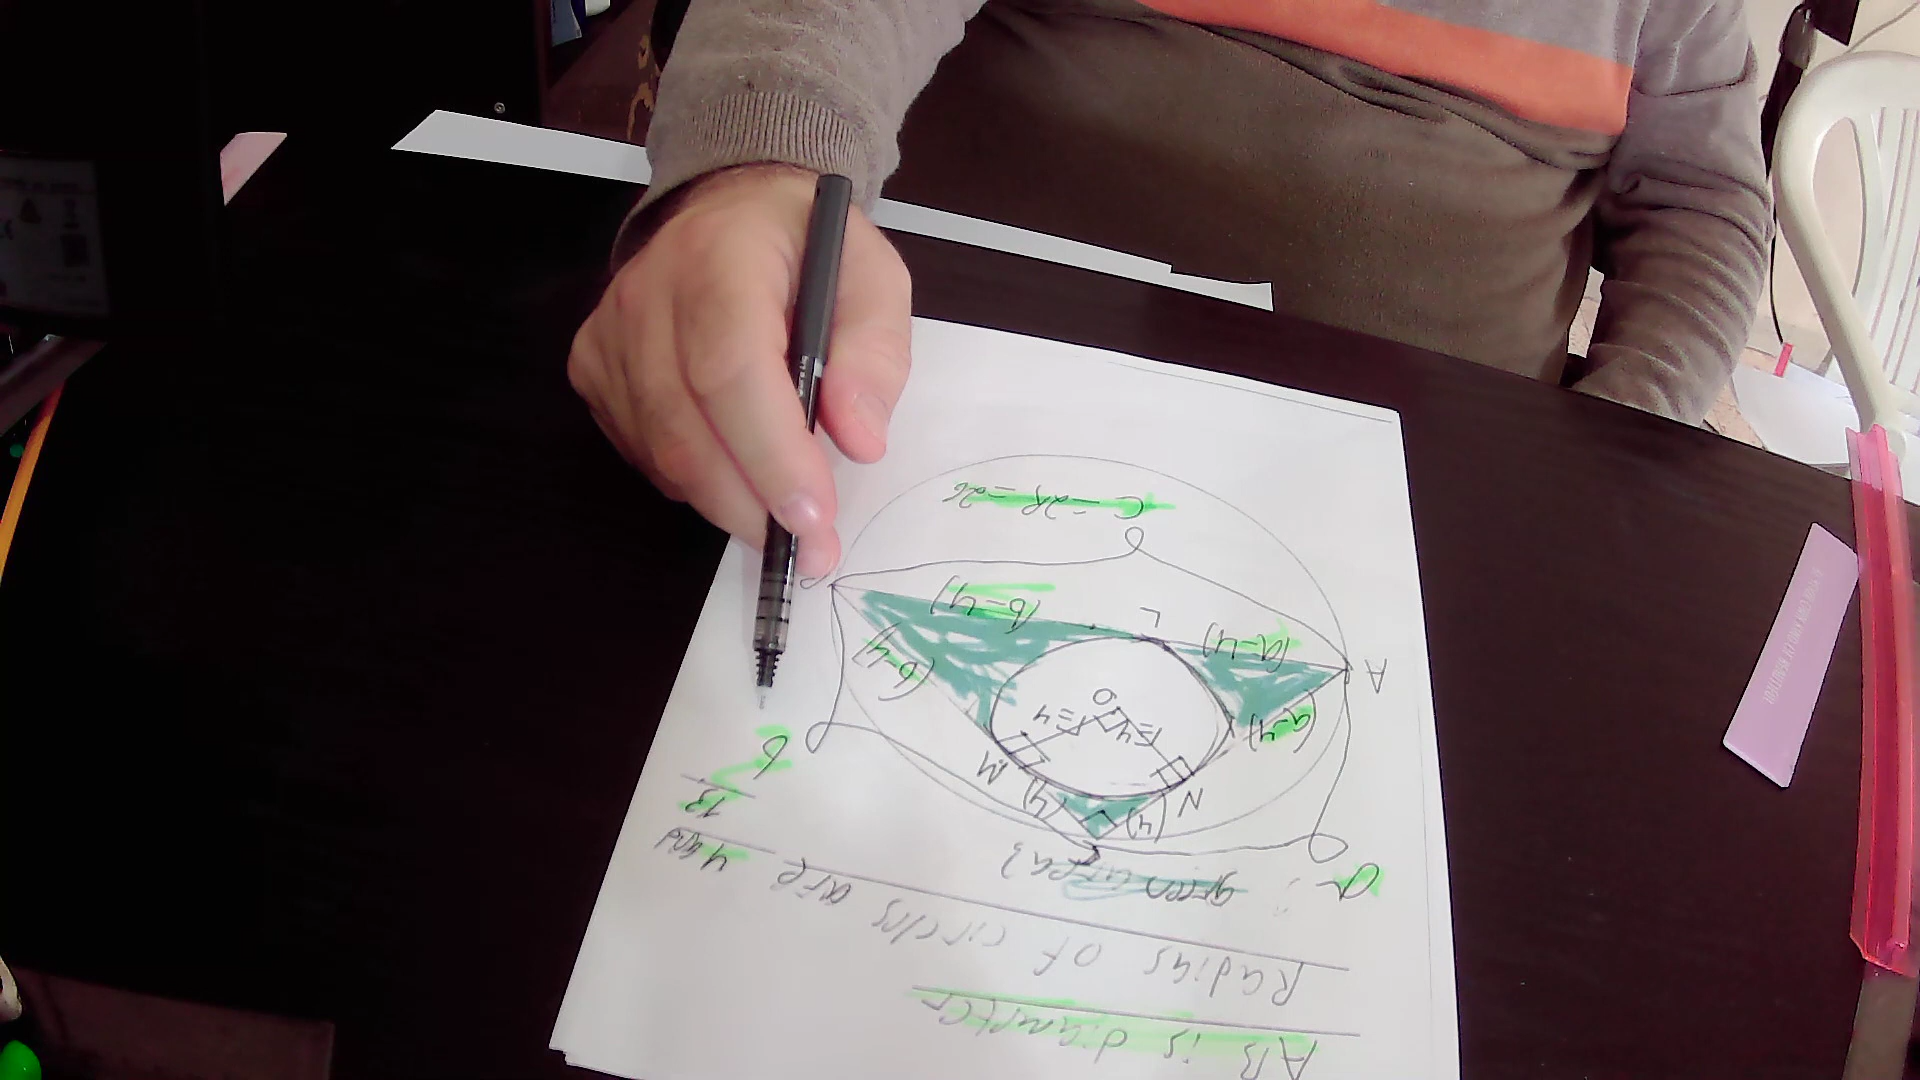 AB is diameter
Radius of circles are 4 and
13
green area?
a
b
N
M
(4)
(4)
r=4
r=4
O
(a-4)
(b-4)
A
(a-4)
L
(b-4)
B
C=2R=26